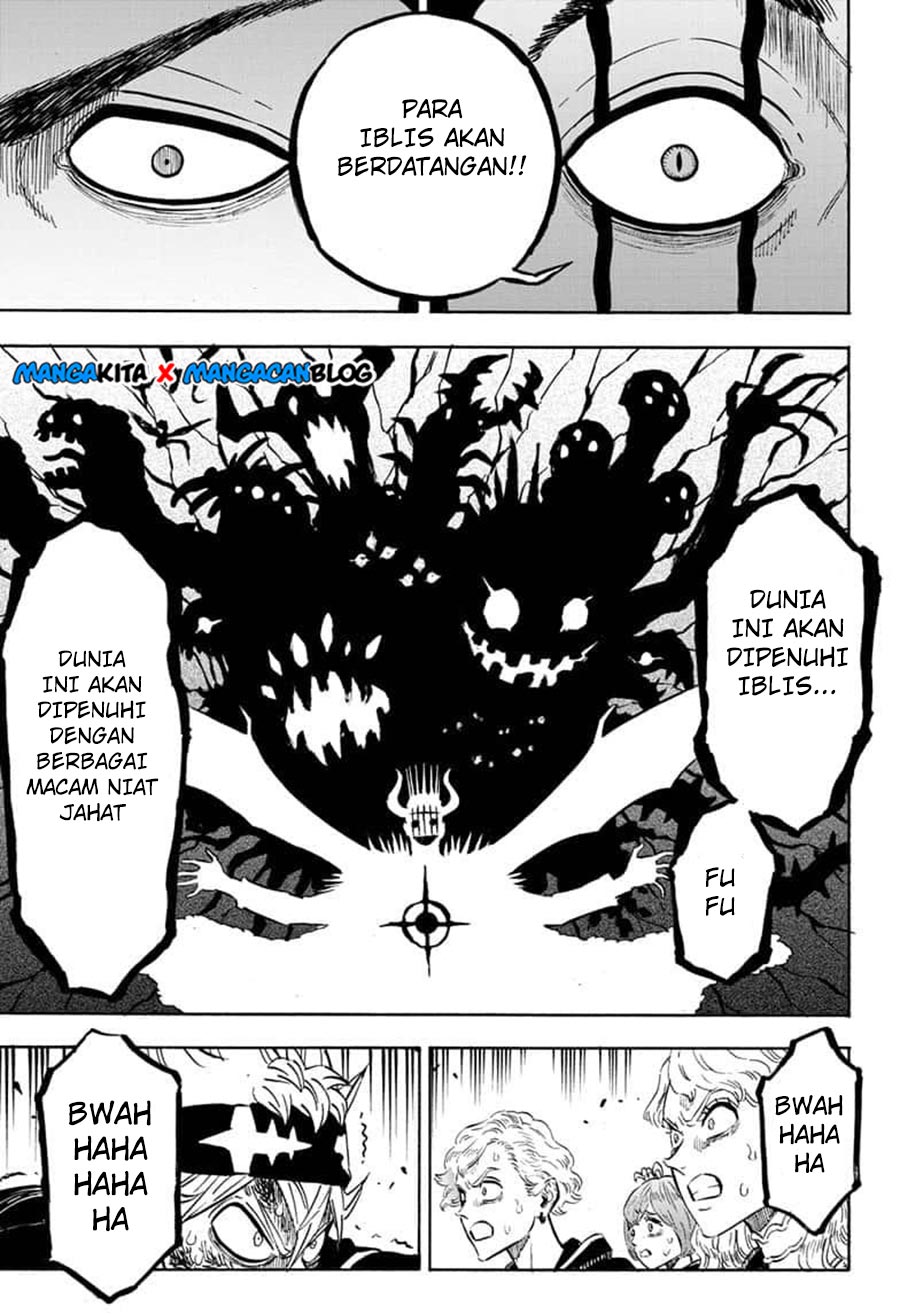 PARA
IBLIS AKAN
BERDATANGAN!!
MANGAKITA X MANGACANBLOG
DUNIA
INI AKAN
DIPENUHI
IBLIS...
FU
FU
DUNIA
INI AKAN
DIPENUHI
DENGAN
BERBAGAI
MACAM NIAT
JAHAT
BWAH
HAHA
HA
BWAH
HAHA
HAHA
HA